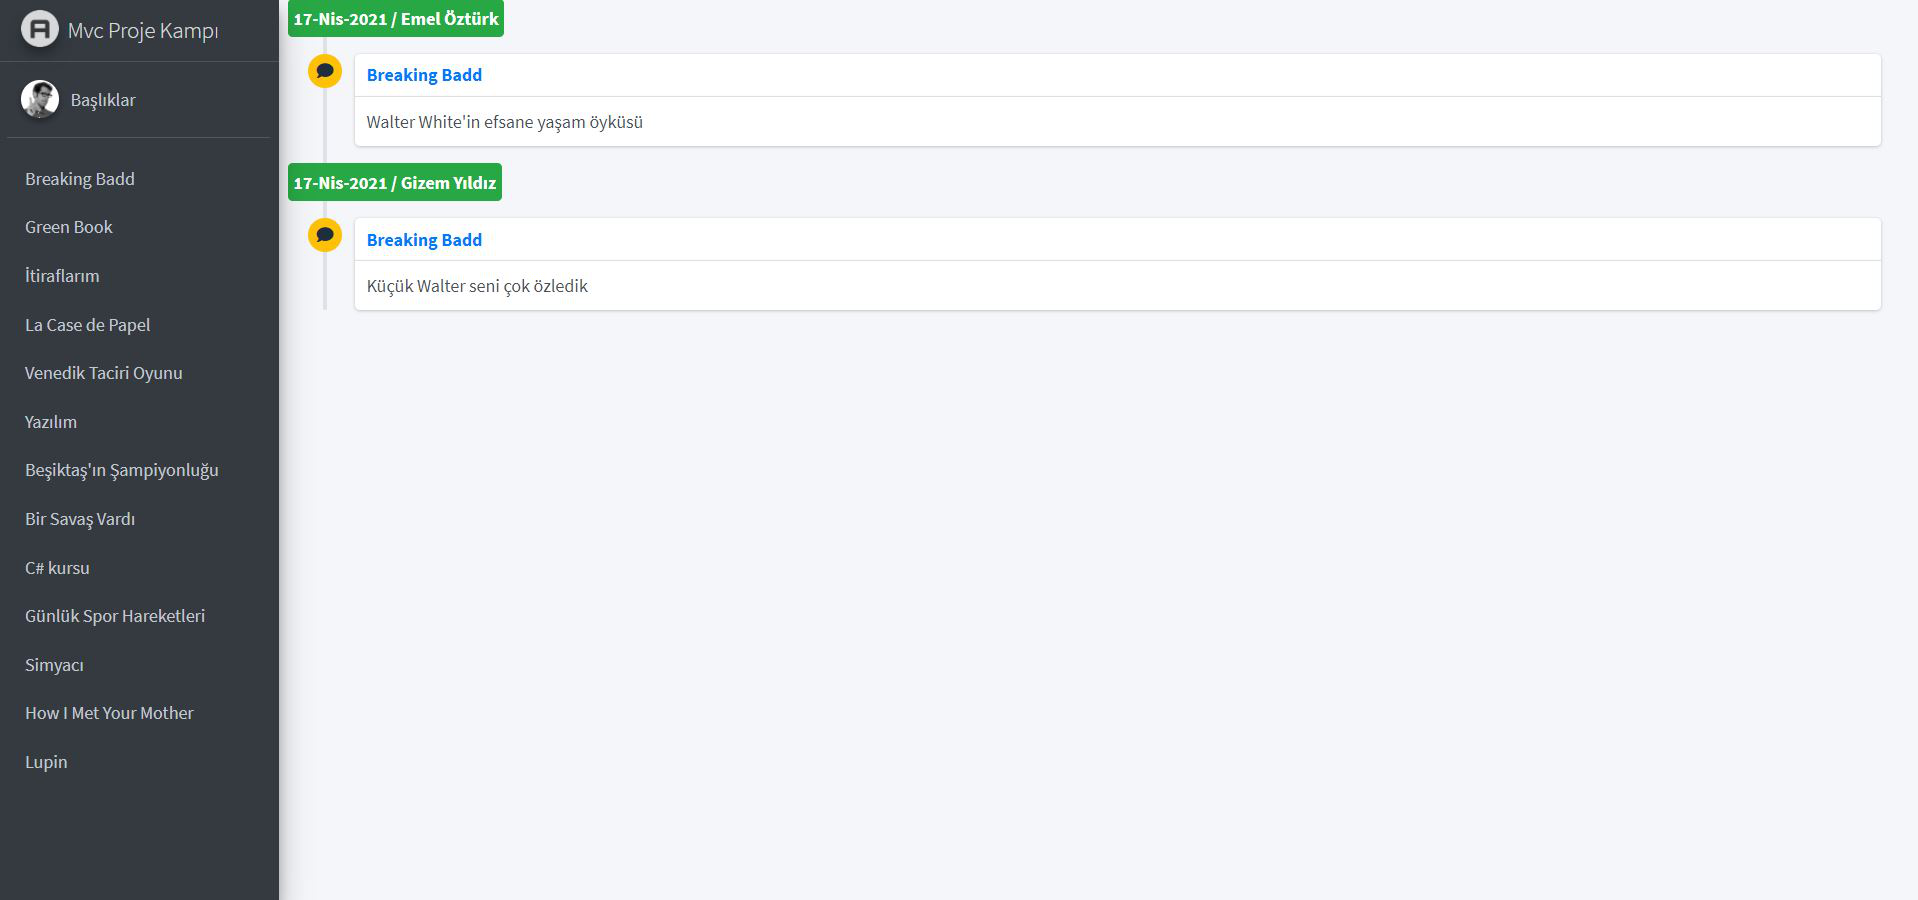 Mvc Proje Kampı
Başlıklar
Breaking Badd
Green Book
İtiraflarım
La Case de Papel
Venedik Taciri Oyunu
Yazılım
Beşiktaş'ın Şampiyonluğu
Bir Savaş Vardı
C# kursu
Günlük Spor Hareketleri
Simyacı
How I Met Your Mother
Lupin
17-Nis-2021 / Emel Öztürk
Breaking Badd
Walter White'in efsane yaşam öyküsü
17-Nis-2021 / Gizem Yıldız
Breaking Badd
Küçük Walter seni çok özledik